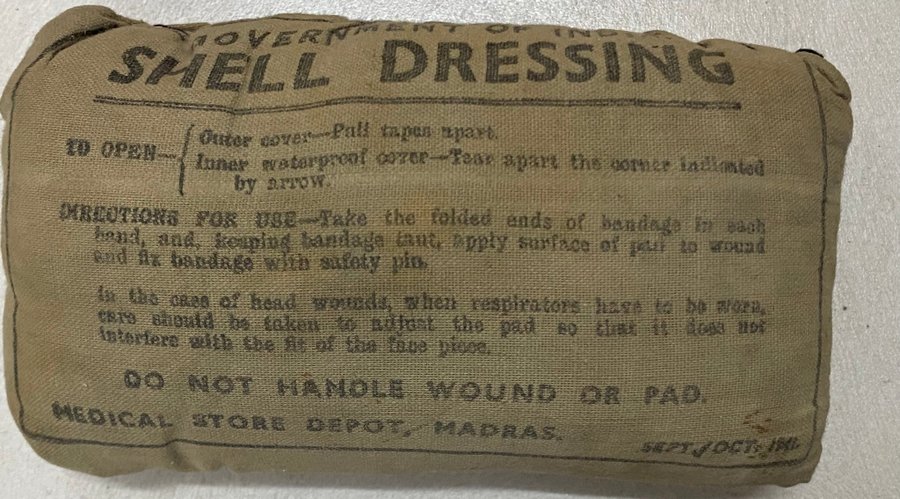 GOVERNMENT OF INDIA
SHELL DRESSING
TO OPEN— Outer cover—Pull tapes apart.
Inner waterproof cover—Tear apart the corner indicated
by arrow.
DIRECTIONS FOR USE—Take the folded ends of bandage in each
hand, and, keeping bandage taut, apply surface of pad to wound
and fix bandage with safety pin.
In the case of head wounds, when respirators have to be worn,
care should be taken to adjust the pad so that it does not
interfere with the fit of the face piece.
DO NOT HANDLE WOUND OR PAD.
MEDICAL STORE DEPOT, MADRAS.
SEPT./OCT.